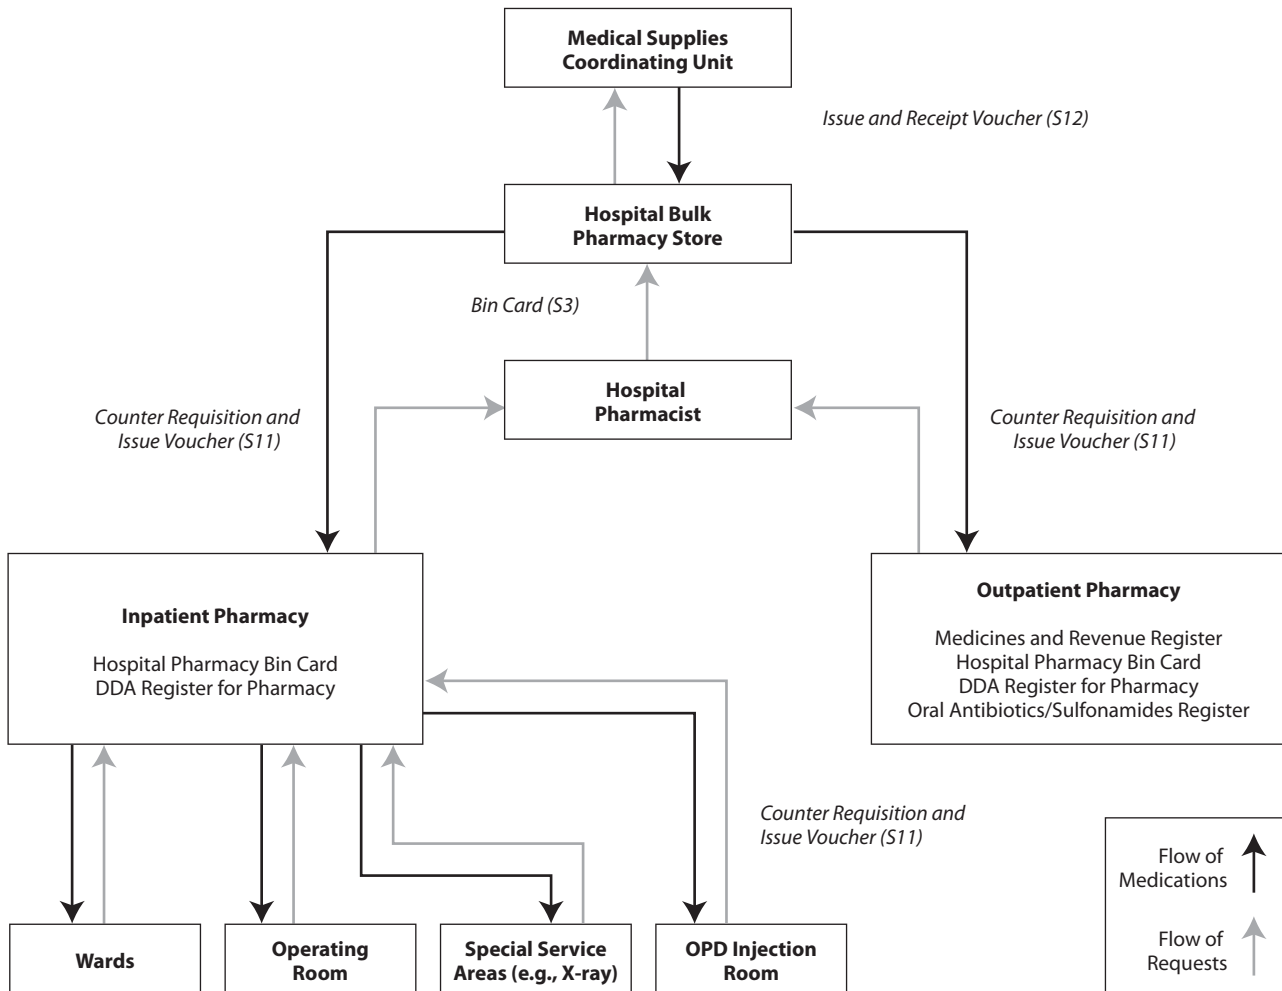 Medical Supplies
Coordinating Unit
Issue and Receipt Voucher (S12)
Hospital Bulk
Pharmacy Store
Bin Card (S3)
Hospital
Pharmacist
Counter Requisition and
Issue Voucher (S11)
Counter Requisition and
Issue Voucher (S11)
Inpatient Pharmacy
Hospital Pharmacy Bin Card
DDA Register for Pharmacy
Outpatient Pharmacy
Medicines and Revenue Register
Hospital Pharmacy Bin Card
DDA Register for Pharmacy
Oral Antibiotics/Sulfonamides Register
Counter Requisition and
Issue Voucher (S11)
Flow of
Medications
Flow of
Requests
Wards
Operating
Room
Special Service
Areas (e.g., X-ray)
OPD Injection
Room